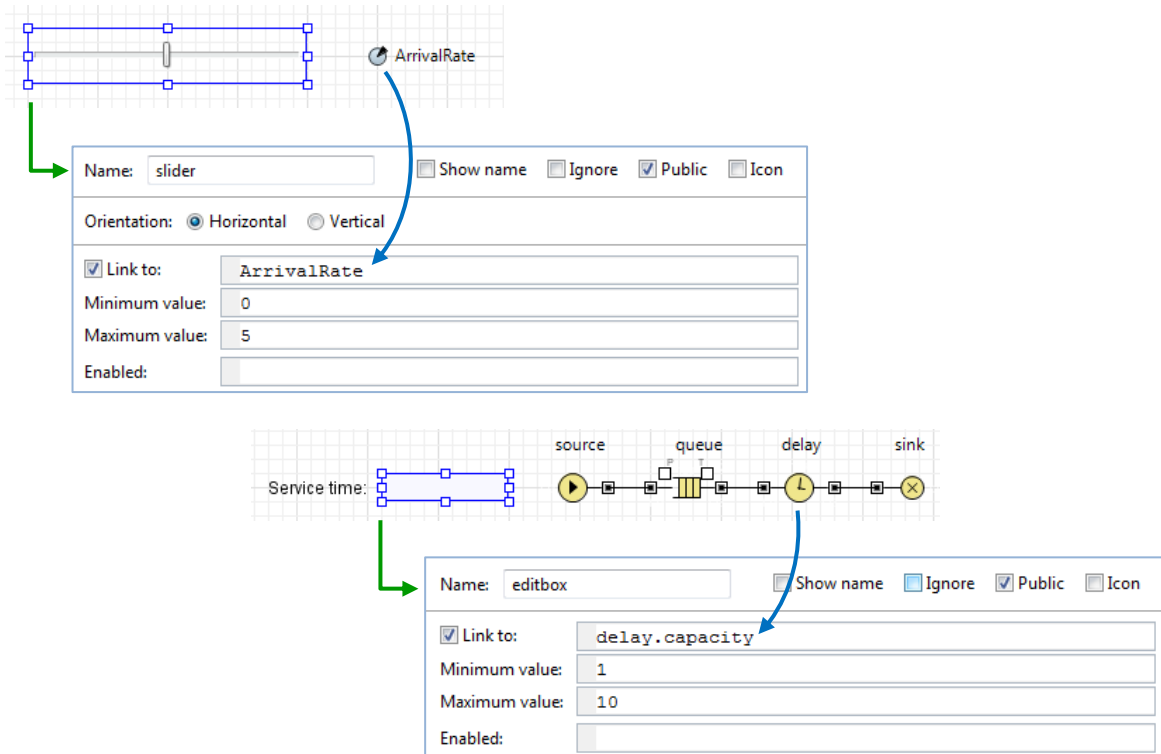 ArrivalRate
Name: slider Show name Ignore Public Icon
Orientation: Horizontal Vertical
Link to: ArrivalRate
Minimum value: 0
Maximum value: 5
Enabled:
source queue delay sink
P T
Service time:
Name: editbox Show name Ignore Public Icon
Link to: delay.capacity
Minimum value: 1
Maximum value: 10
Enabled: